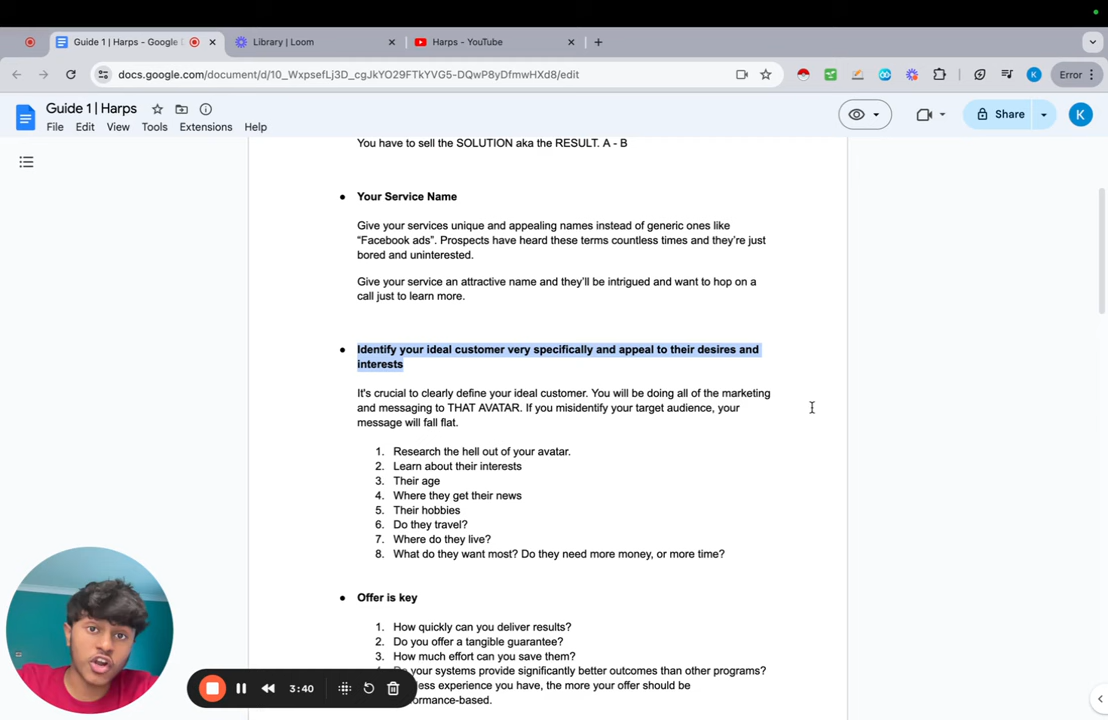 Guide 1 | Harps - Google
Library | Loom
Harps - YouTube
docs.google.com/document/d/10_WxpsefLj3D_cgJkYO29FTkYVG5-DQwP8yDfmwHXd8/edit
K
Error
Guide 1 | Harps
File Edit View Tools Extensions Help
Share
K
You have to sell the SOLUTION aka the RESULT. A - B
● Your Service Name
Give your services unique and appealing names instead of generic ones like
“Facebook ads”. Prospects have heard these terms countless times and they’re just
bored and uninterested.
Give your service an attractive name and they’ll be intrigued and want to hop on a
call just to learn more.
● Identify your ideal customer very specifically and appeal to their desires and
interests
It's crucial to clearly define your ideal customer. You will be doing all of the marketing
and messaging to THAT AVATAR. If you misidentify your target audience, your
message will fall flat.
1. Research the hell out of your avatar.
2. Learn about their interests
3. Their age
4. Where they get their news
5. Their hobbies
6. Do they travel?
7. Where do they live?
8. What do they want most? Do they need more money, or more time?
● Offer is key
1. How quickly can you deliver results?
2. Do you offer a tangible guarantee?
3. How much effort can you save them?
your systems provide significantly better outcomes than other programs?
less experience you have, the more your offer should be
ormance-based.
3:40